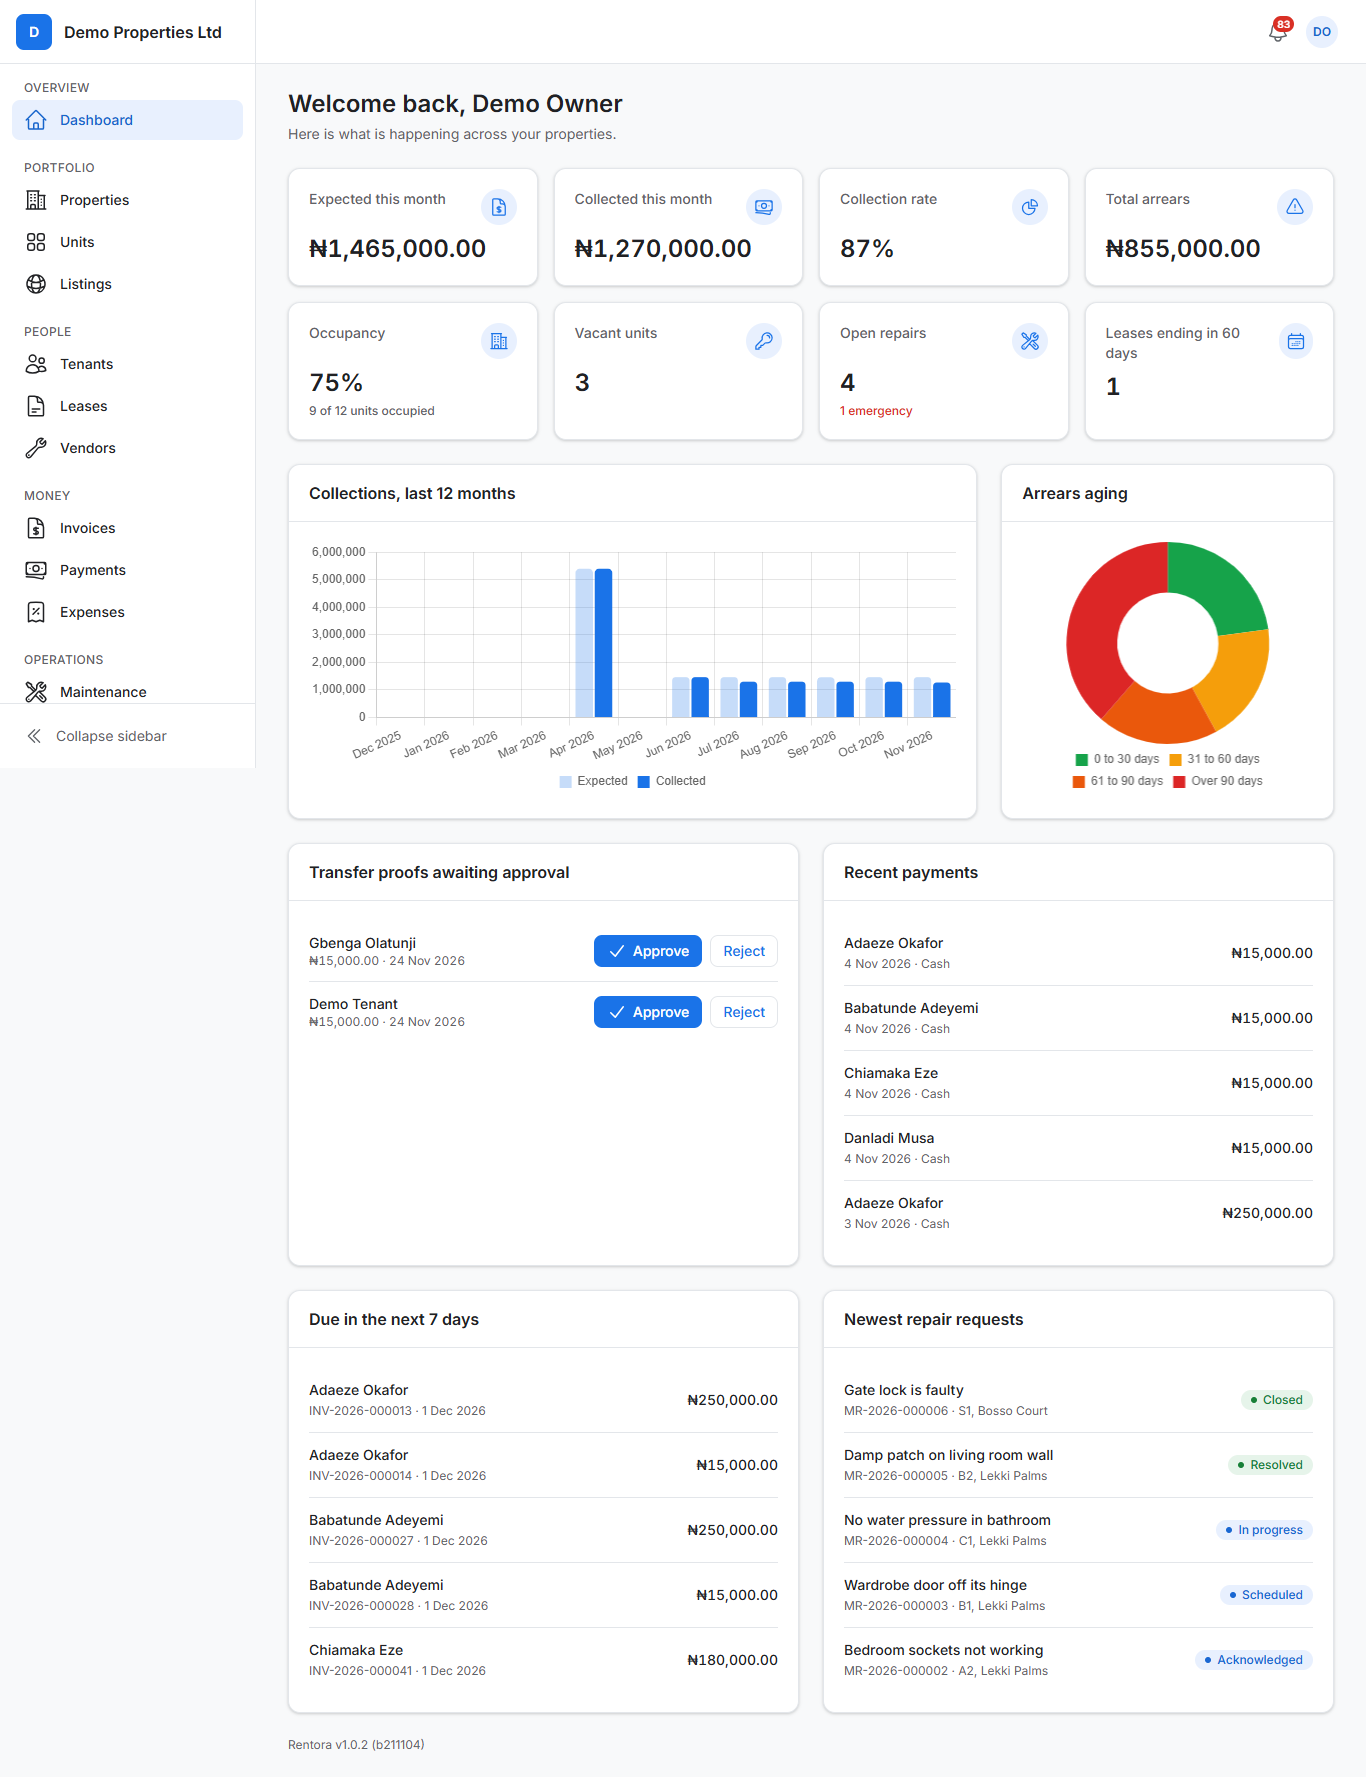 D
Demo Properties Ltd
83
DO
OVERVIEW
Dashboard
PORTFOLIO
Properties
Units
Listings
PEOPLE
Tenants
Leases
Vendors
MONEY
Invoices
Payments
Expenses
OPERATIONS
Maintenance
Collapse sidebar
Welcome back, Demo Owner
Here is what is happening across your properties.
Expected this month
₦1,465,000.00
Collected this month
₦1,270,000.00
Collection rate
87%
Total arrears
₦855,000.00
Occupancy
75%
9 of 12 units occupied
Vacant units
3
Open repairs
4
1 emergency
Leases ending in 60
days
1
Collections, last 12 months
6,000,000
5,000,000
4,000,000
3,000,000
2,000,000
1,000,000
0
Dec 2025
Jan 2026
Feb 2026
Mar 2026
Apr 2026
May 2026
Jun 2026
Jul 2026
Aug 2026
Sep 2026
Oct 2026
Nov 2026
Expected
Collected
Arrears aging
0 to 30 days
31 to 60 days
61 to 90 days
Over 90 days
Transfer proofs awaiting approval
Gbenga Olatunji
₦15,000.00 · 24 Nov 2026
Approve
Reject
Demo Tenant
₦15,000.00 · 24 Nov 2026
Approve
Reject
Recent payments
Adaeze Okafor
4 Nov 2026 · Cash
₦15,000.00
Babatunde Adeyemi
4 Nov 2026 · Cash
₦15,000.00
Chiamaka Eze
4 Nov 2026 · Cash
₦15,000.00
Danladi Musa
4 Nov 2026 · Cash
₦15,000.00
Adaeze Okafor
3 Nov 2026 · Cash
₦250,000.00
Due in the next 7 days
Adaeze Okafor
INV-2026-000013 · 1 Dec 2026
₦250,000.00
Adaeze Okafor
INV-2026-000014 · 1 Dec 2026
₦15,000.00
Babatunde Adeyemi
INV-2026-000027 · 1 Dec 2026
₦250,000.00
Babatunde Adeyemi
INV-2026-000028 · 1 Dec 2026
₦15,000.00
Chiamaka Eze
INV-2026-000041 · 1 Dec 2026
₦180,000.00
Newest repair requests
Gate lock is faulty
MR-2026-000006 · S1, Bosso Court
Closed
Damp patch on living room wall
MR-2026-000005 · B2, Lekki Palms
Resolved
No water pressure in bathroom
MR-2026-000004 · C1, Lekki Palms
In progress
Wardrobe door off its hinge
MR-2026-000003 · B1, Lekki Palms
Scheduled
Bedroom sockets not working
MR-2026-000002 · A2, Lekki Palms
Acknowledged
Rentora v1.0.2 (b211104)